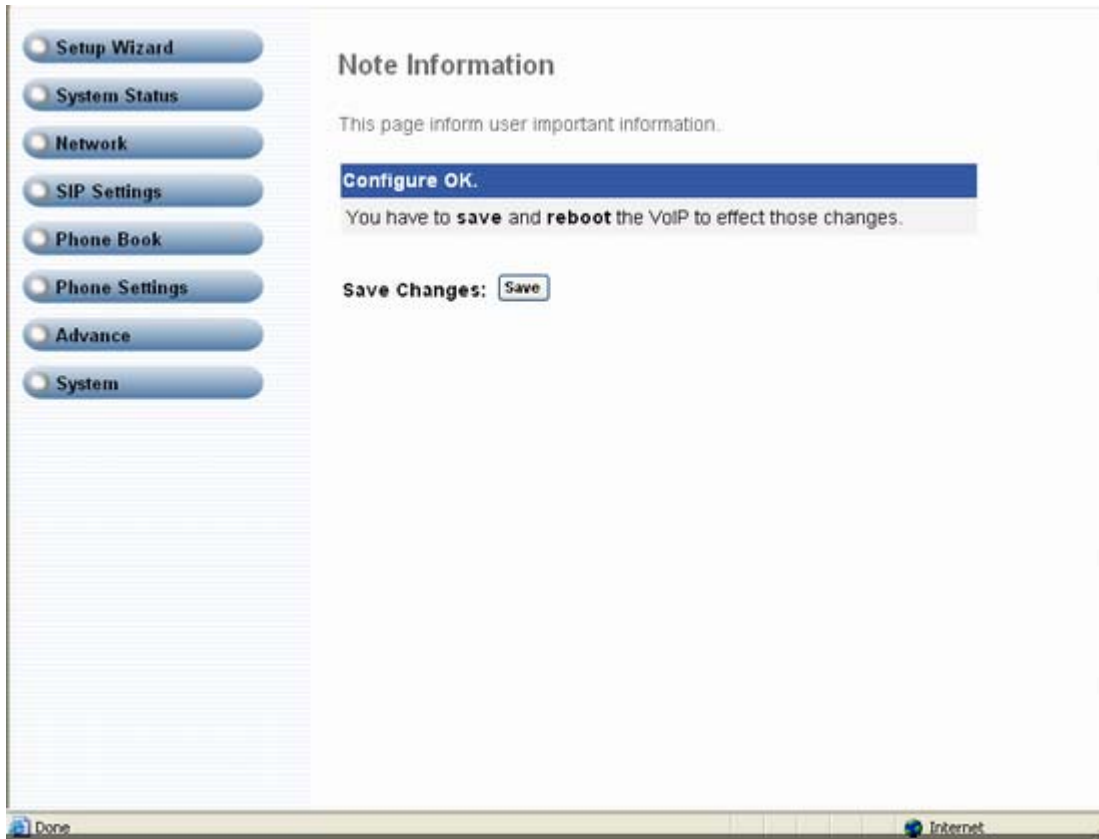 Setup Wizard
System Status
Network
SIP Settings
Phone Book
Phone Settings
Advance
System
Note Information
This page inform user important information.
Configure OK.
You have to save and reboot the VoIP to effect those changes.
Save Changes: Save
Done
Internet